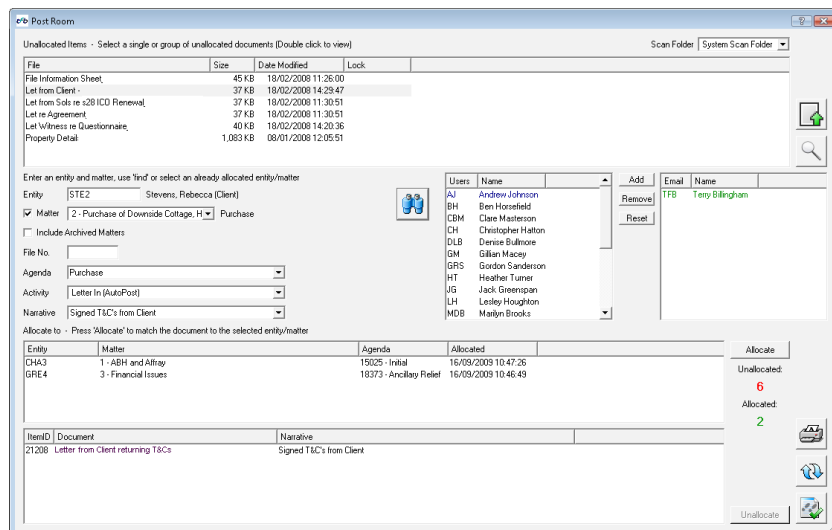 cfb Post Room
Unallocated Items - Select a single or group of unallocated documents (Double click to view)
Scan Folder System Scan Folder
File Size Date Modified Lock
File Information Sheet 45 KB 18/02/2008 11:26:00
Let from Client - 37 KB 18/02/2008 14:29:47
Let from Sols re s28 ICO Renewal 37 KB 18/02/2008 11:30:51
Let re Agreement 37 KB 18/02/2008 11:30:51
Let Witness re Questionnaire 40 KB 18/02/2008 14:20:36
Property Detail 1,083 KB 08/01/2008 12:05:51
Enter an entity and matter, use 'find' or select an already allocated entity/matter
Entity STE2 Stevens, Rebecca (Client)
Matter 2 - Purchase of Downside Cottage, H Purchase
Include Archived Matters
File No.
Agenda Purchase
Activity Letter In (AutoPost)
Narrative Signed T&C's from Client
Users Name
AJ Andrew Johnson
BH Ben Horsefield
CBM Clare Masterson
CH Christopher Hatton
DLB Denise Bullmore
GM Gillian Macey
GRS Gordon Sanderson
HT Heather Turner
JG Jack Greenspan
LH Lesley Houghton
MDB Marilyn Brooks
Add
Remove
Reset
Email Name
TFB Terry Billingham
Allocate to - Press 'Allocate' to match the document to the selected entity/matter
Entity Matter Agenda Allocated
CHA3 1 - ABH and Affray 15025 - Initial 16/09/2009 10:47:26
GRE4 3 - Financial Issues 18373 - Ancillary Relief 16/09/2009 10:46:49
Allocate
Unallocated:
6
Allocated:
2
ItemID Document Narrative
21208 Letter from Client returning T&Cs Signed T&C's from Client
Unallocate